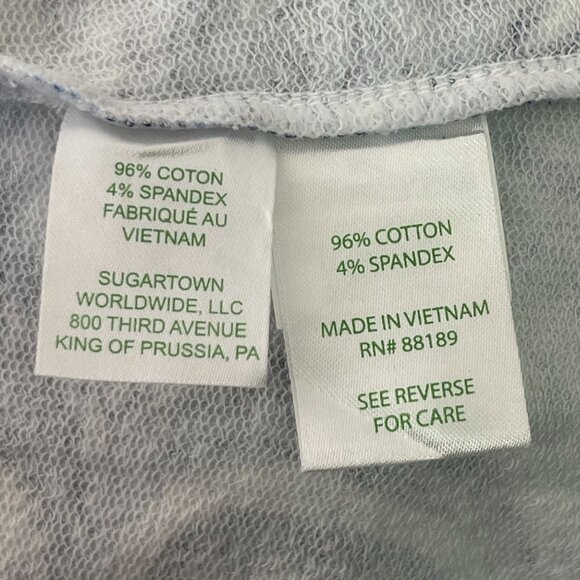 96% COTON
4% SPANDEX
FABRIQUÉ AU
VIETNAM
SUGARTOWN
WORLDWIDE, LLC
800 THIRD AVENUE
KING OF PRUSSIA, PA
96% COTTON
4% SPANDEX
MADE IN VIETNAM
RN# 88189
SEE REVERSE
FOR CARE